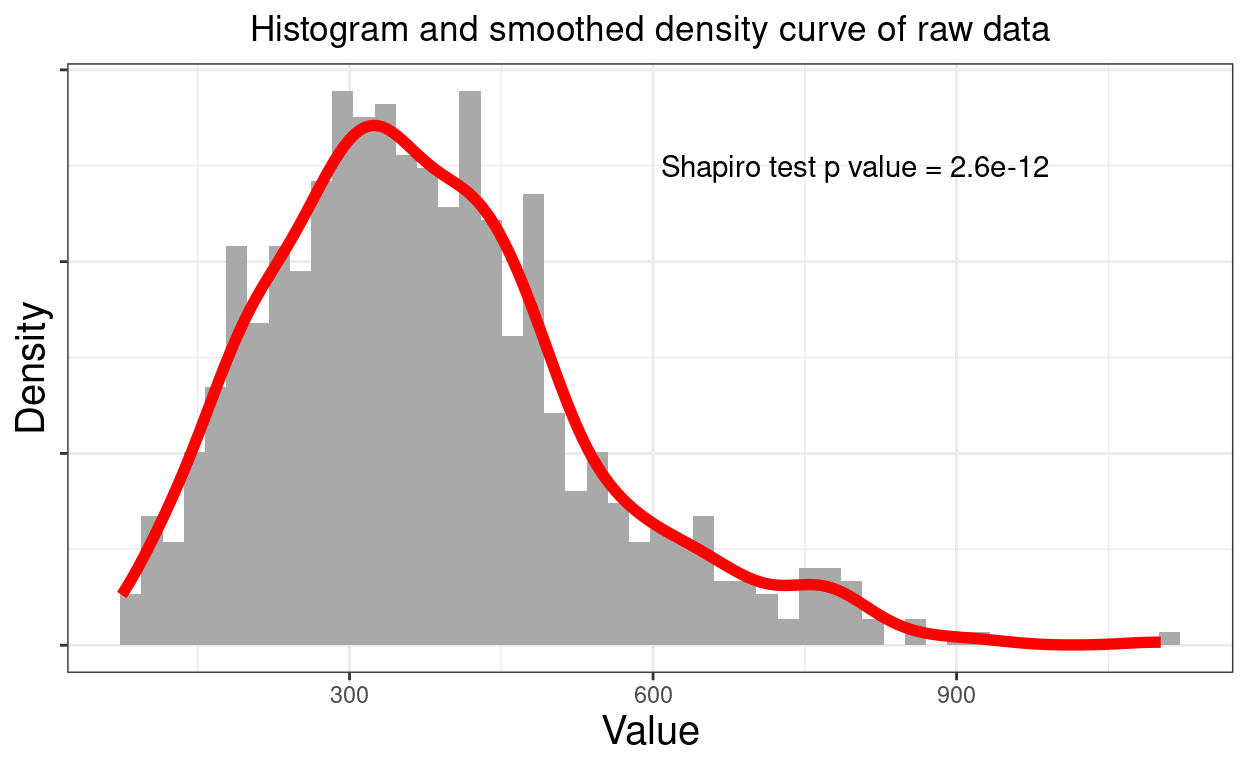 Histogram and smoothed density curve of raw data
Shapiro test p value = 2.6e-12
Density
300 600 900
Value